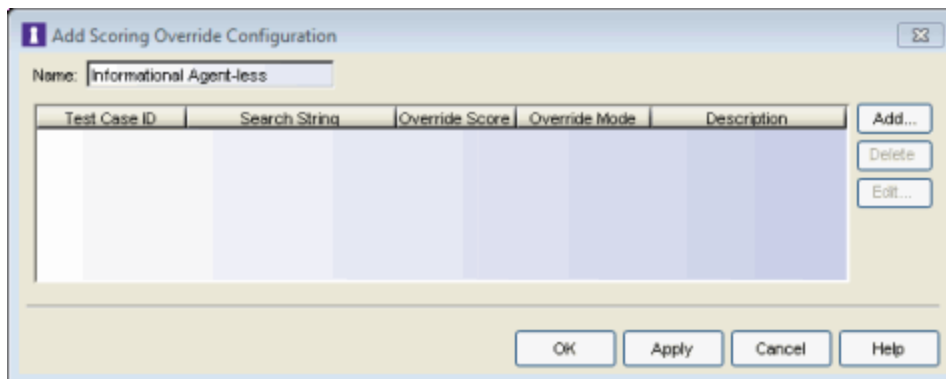 Add Scoring Override Configuration
Name: Informational Agent-less
Test Case ID Search String Override Score Override Mode Description
Add...
Delete
Edit...
OK Apply Cancel Help